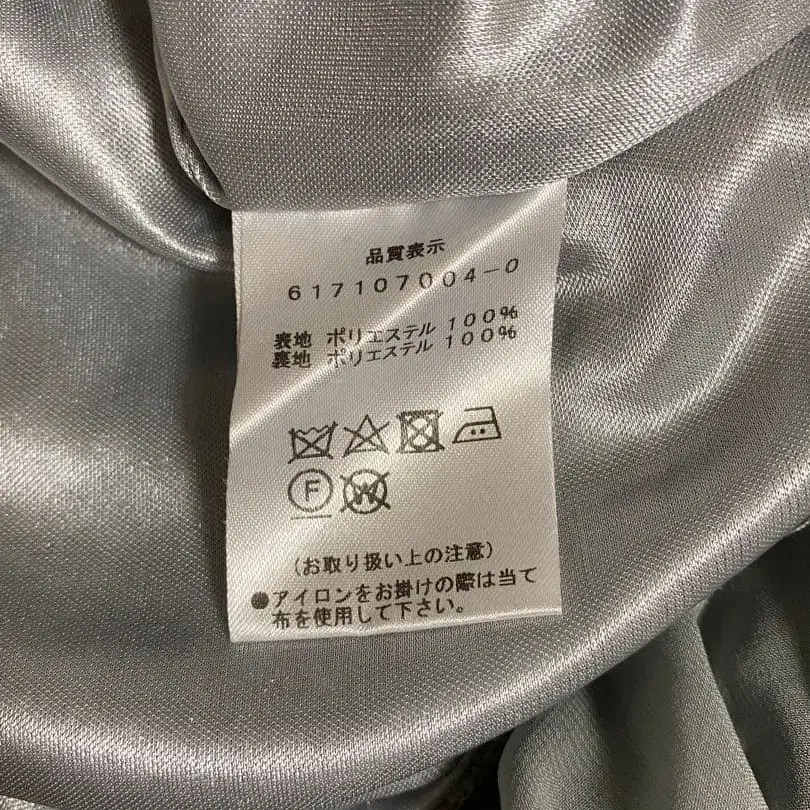 品質表示
617107004-0
表地 ポリエステル 100%
裏地 ポリエステル 100%
F W
(お取り扱い上の注意)
●アイロンをお掛けの際は当て
布を使用して下さい。